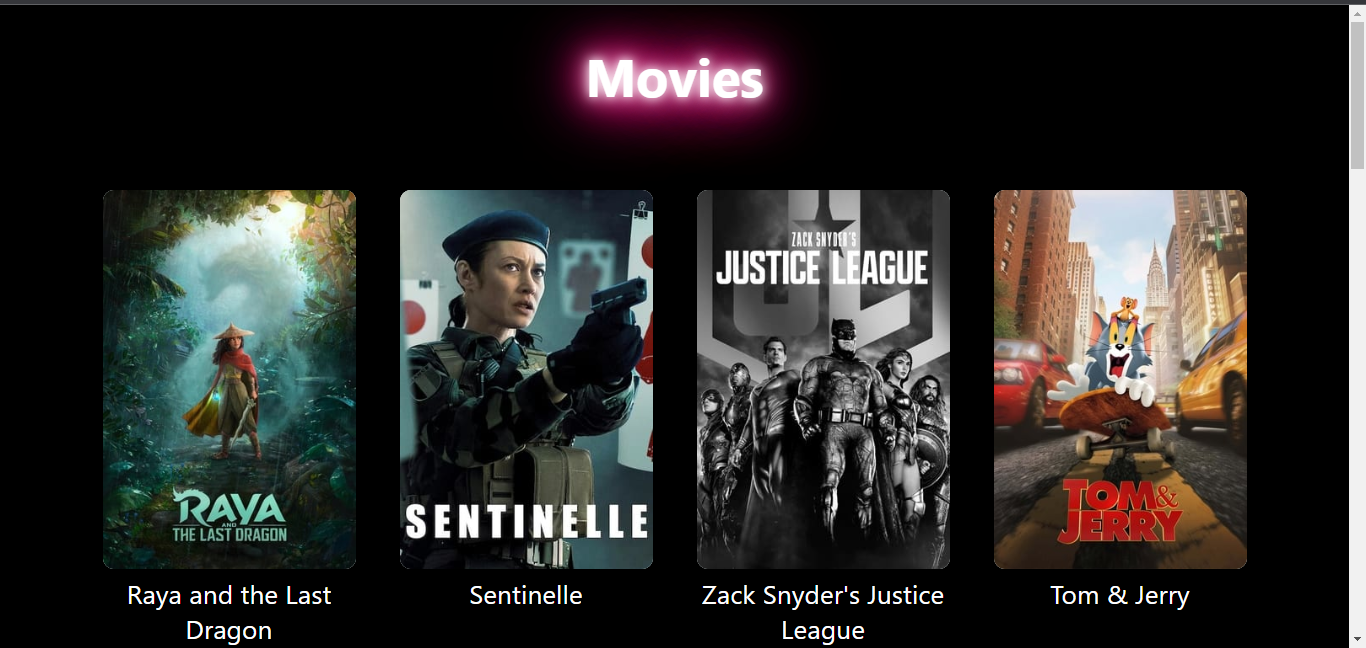 Movies
RAYA
AND
THE LAST DRAGON
SENTINELLE
ZACK SNYDER'S
JUSTICE LEAGUE
TOM &
JERRY
Raya and the Last
Dragon
Sentinelle
Zack Snyder's Justice
League
Tom & Jerry